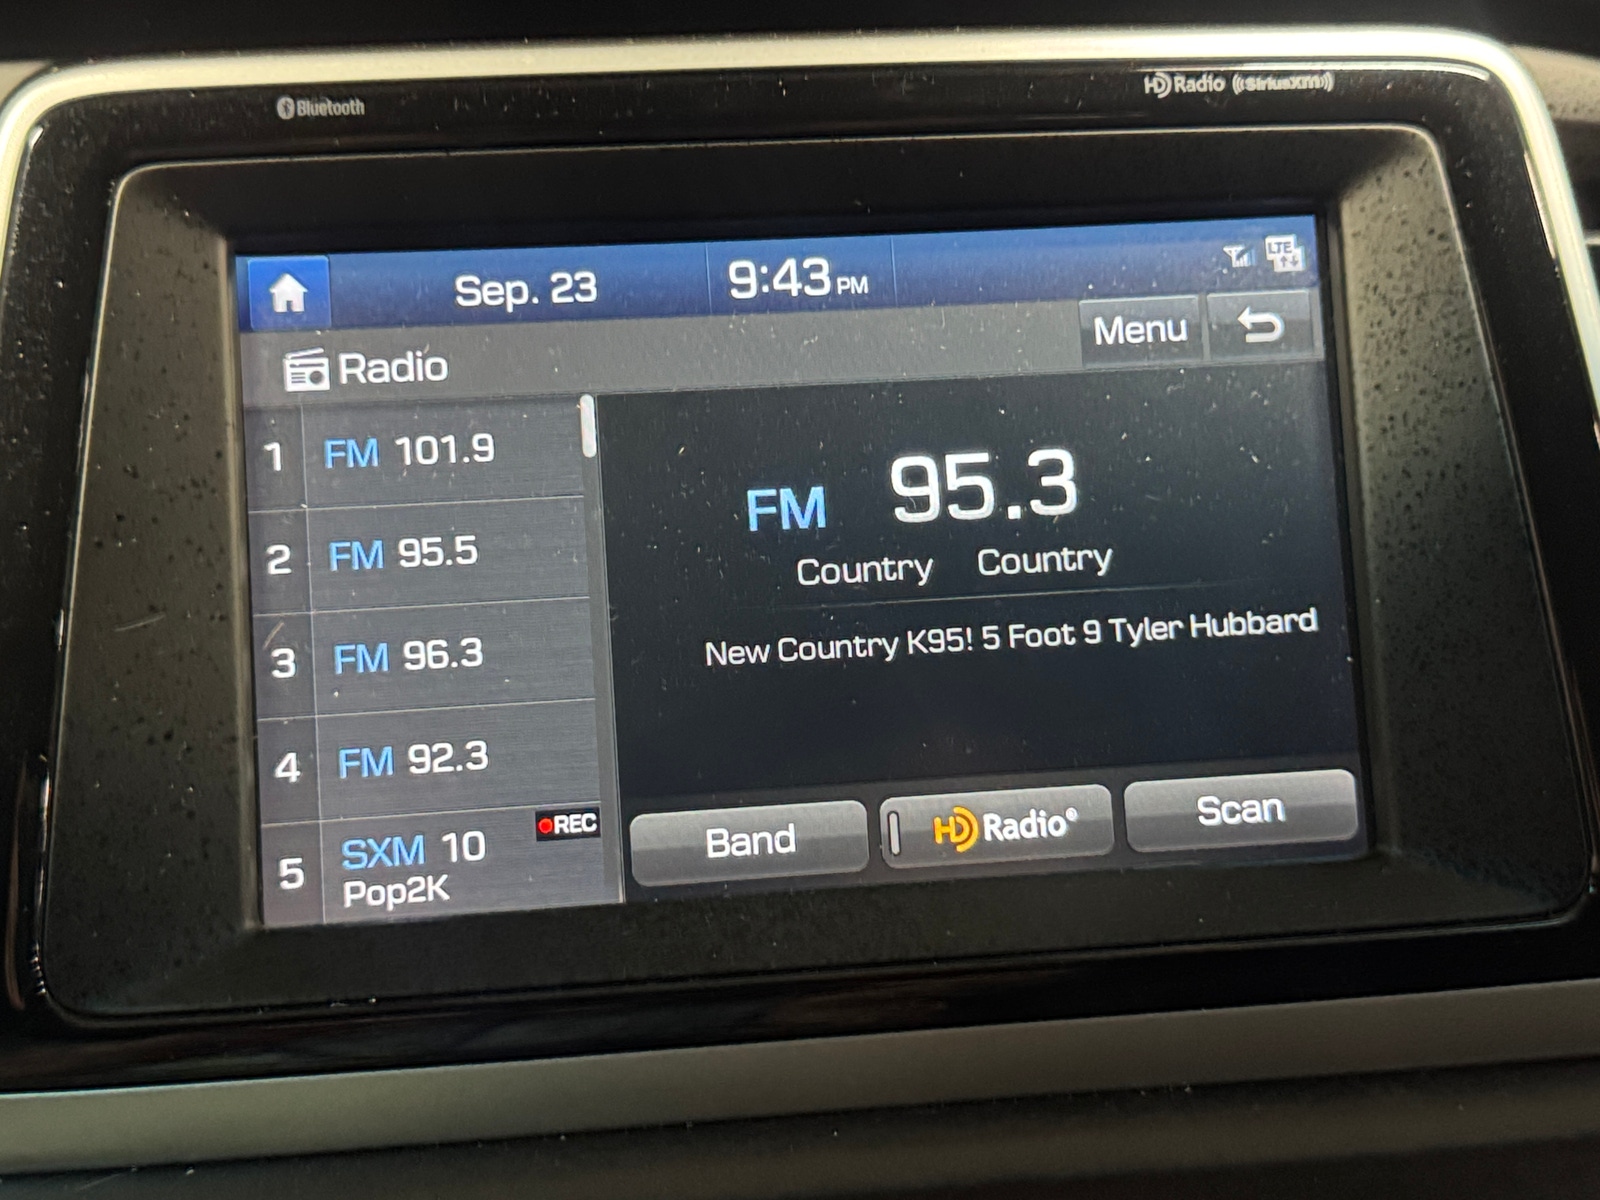 Bluetooth
HD Radio ((SiriusXM))
Sep. 23 9:43 PM LTE
Radio Menu
1 FM 101.9
2 FM 95.5
3 FM 96.3
4 FM 92.3
5 SXM 10 REC
Pop2K
FM 95.3
Country Country
New Country K95! 5 Foot 9 Tyler Hubbard
Band HD Radio® Scan